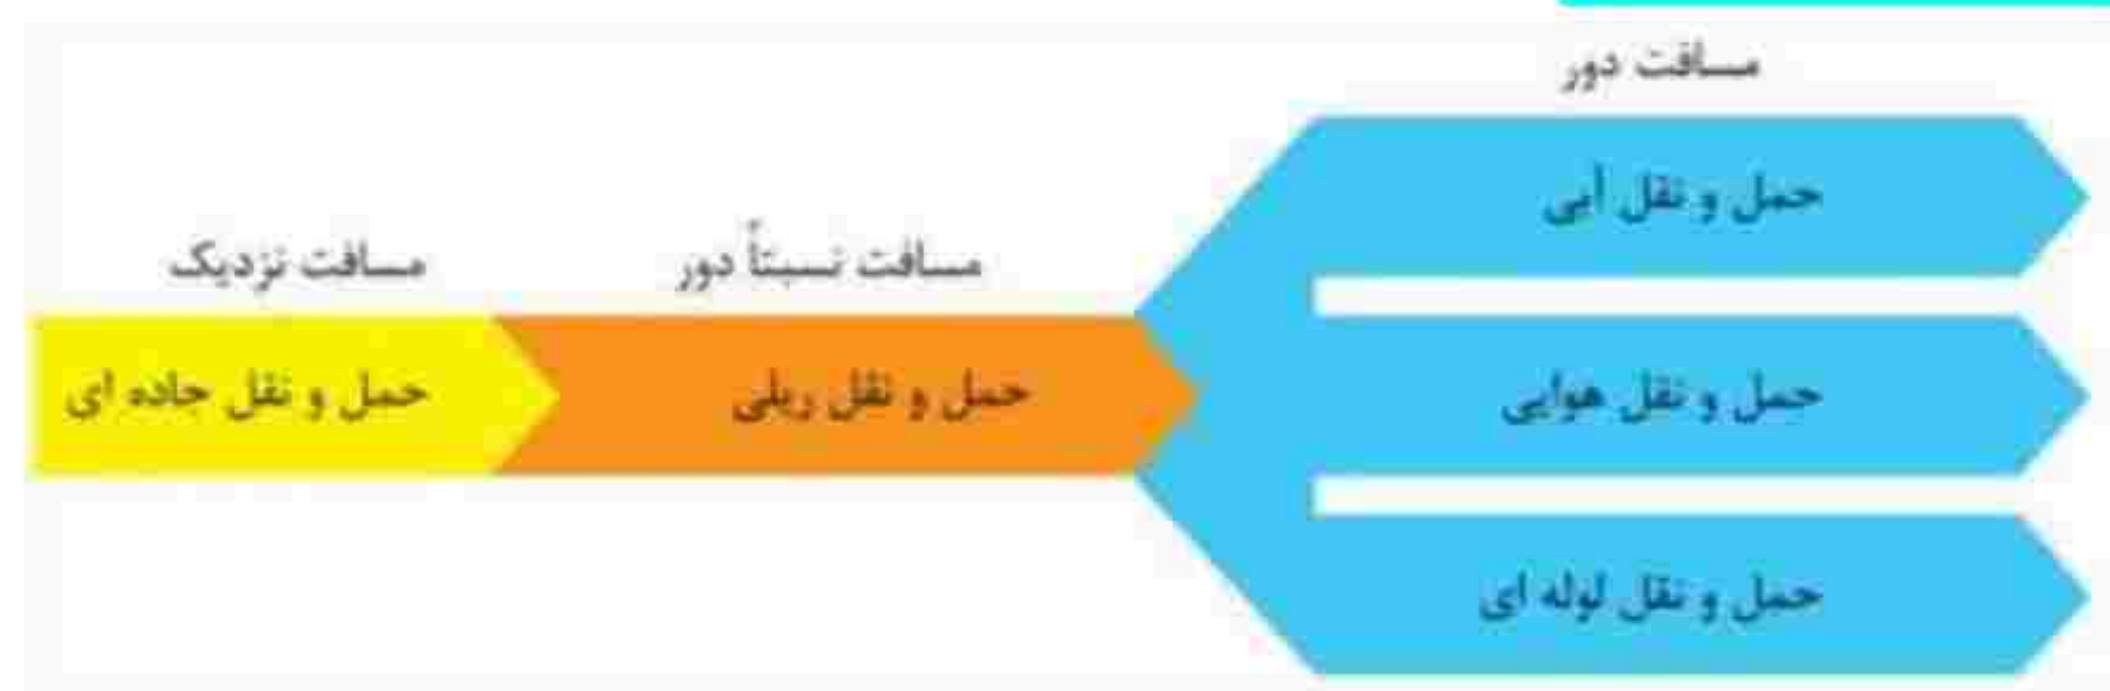 مسافت دور
حمل و نقل آبی
مسافت نزدیک
مسافت نسبتاً دور
حمل و نقل جاده ای
حمل و نقل ریلی
حمل و نقل هوایی
حمل و نقل لوله ای